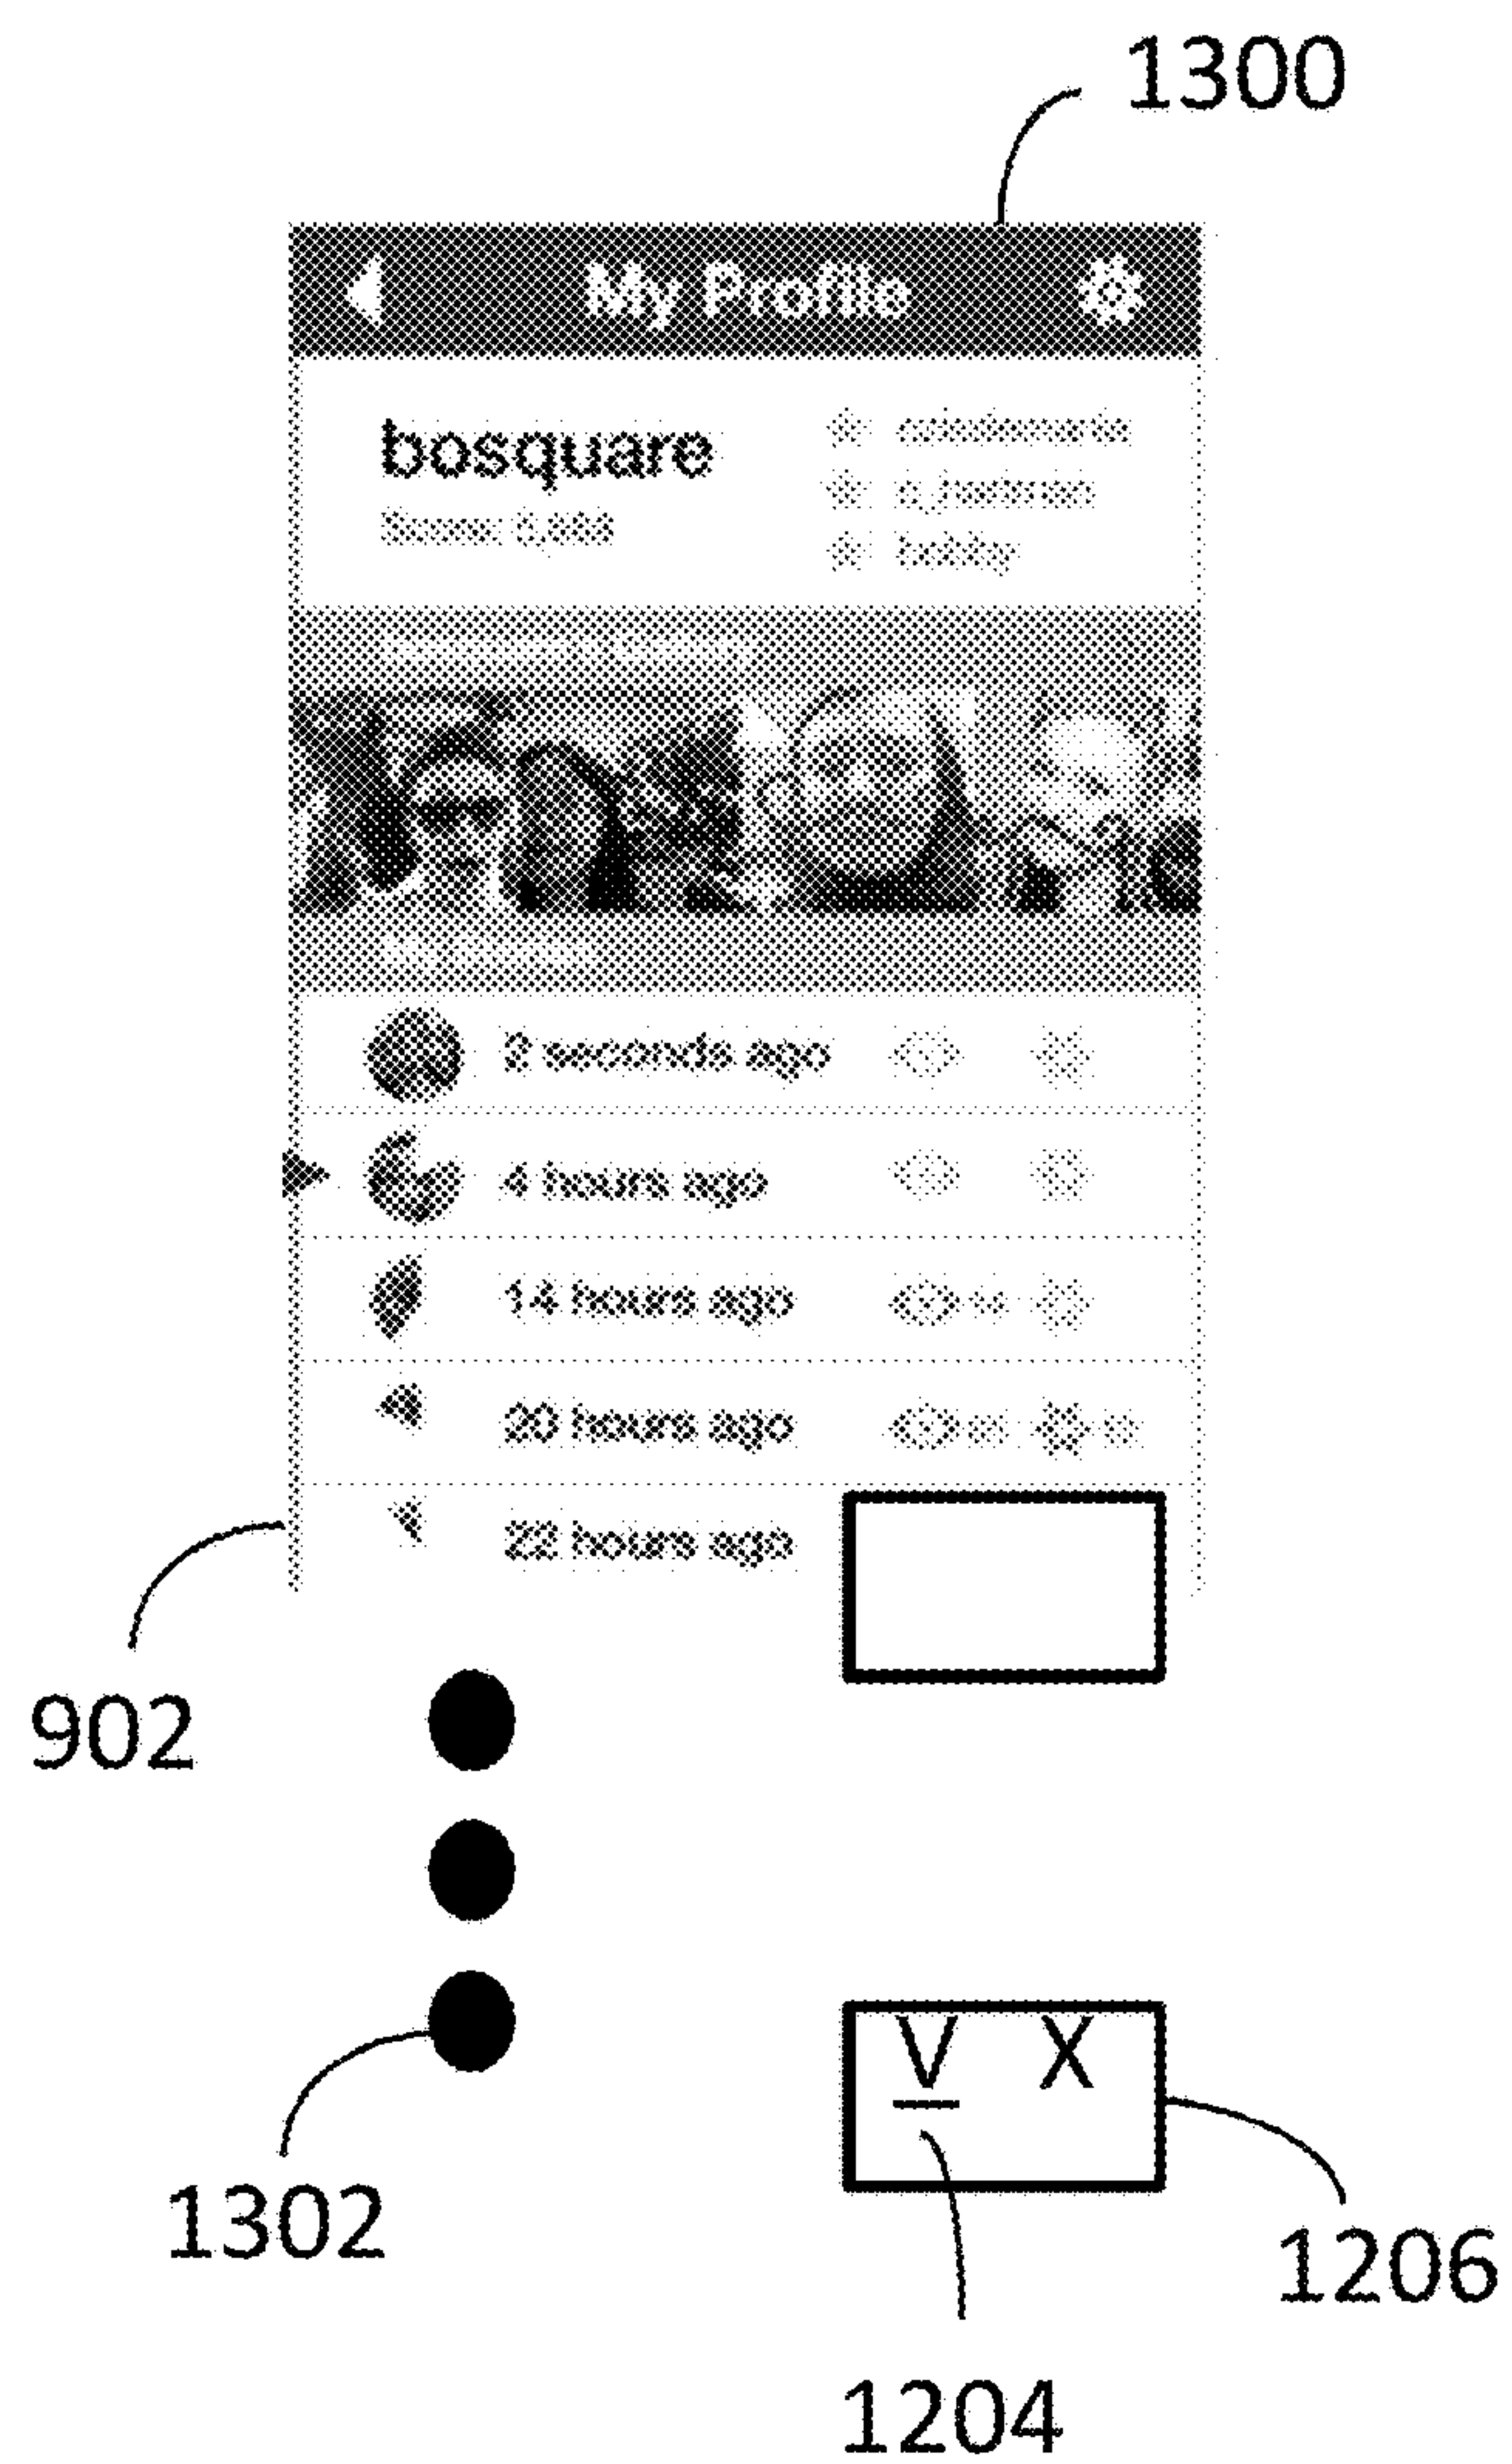 1300
My Profile
bosquare
bobby
2 seconds ago
4 hours ago
14 hours ago
20 hours ago
22 hours ago
902
V X
1302
1206
1204